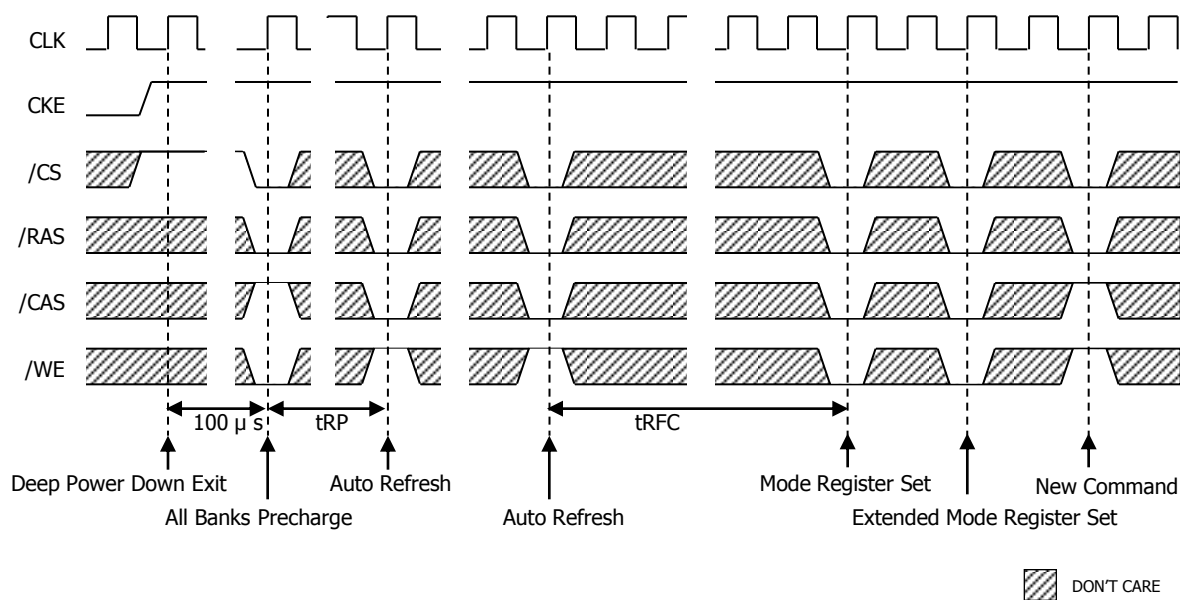 CLK
CKE
/CS
/RAS
/CAS
/WE
100 μ s
tRP
tRFC
Deep Power Down Exit
Auto Refresh
Mode Register Set
New Command
All Banks Precharge
Auto Refresh
Extended Mode Register Set
DON'T CARE